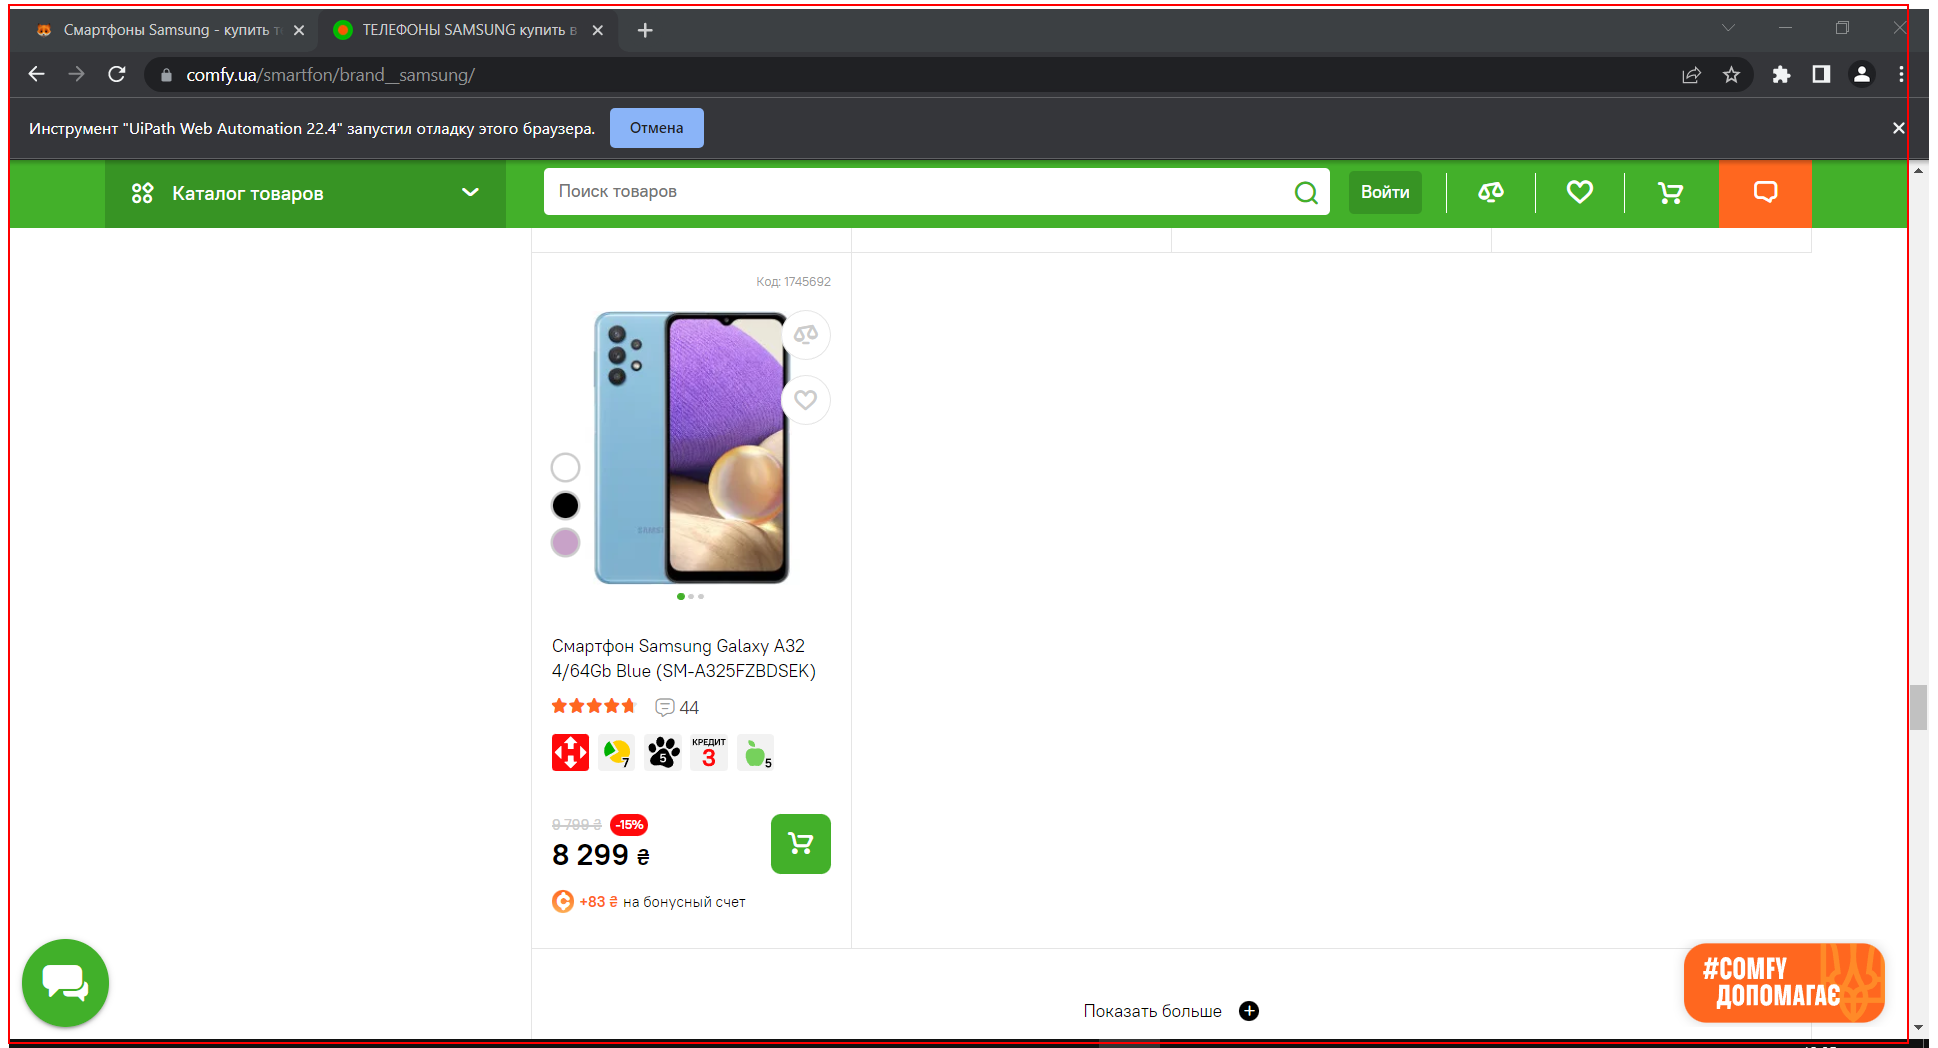 Смартфоны Samsung - купить т
ТЕЛЕФОНЫ SAMSUNG купить в
comfy.ua/smartfon/brand__samsung/
Инструмент "UiPath Web Automation 22.4" запустил отладку этого браузера.
Отмена
Каталог товаров
Поиск товаров
Войти
Код: 1745692
SAMSUNG
Смартфон Samsung Galaxy A32
4/64Gb Blue (SM-A325FZBDSEK)
44
7
5
КРЕДИТ
3
5
9 799 ₴
-15%
8 299 ₴
+83 ₴ на бонусный счет
Показать больше
#COMFY
ДОПОМАГАЄ